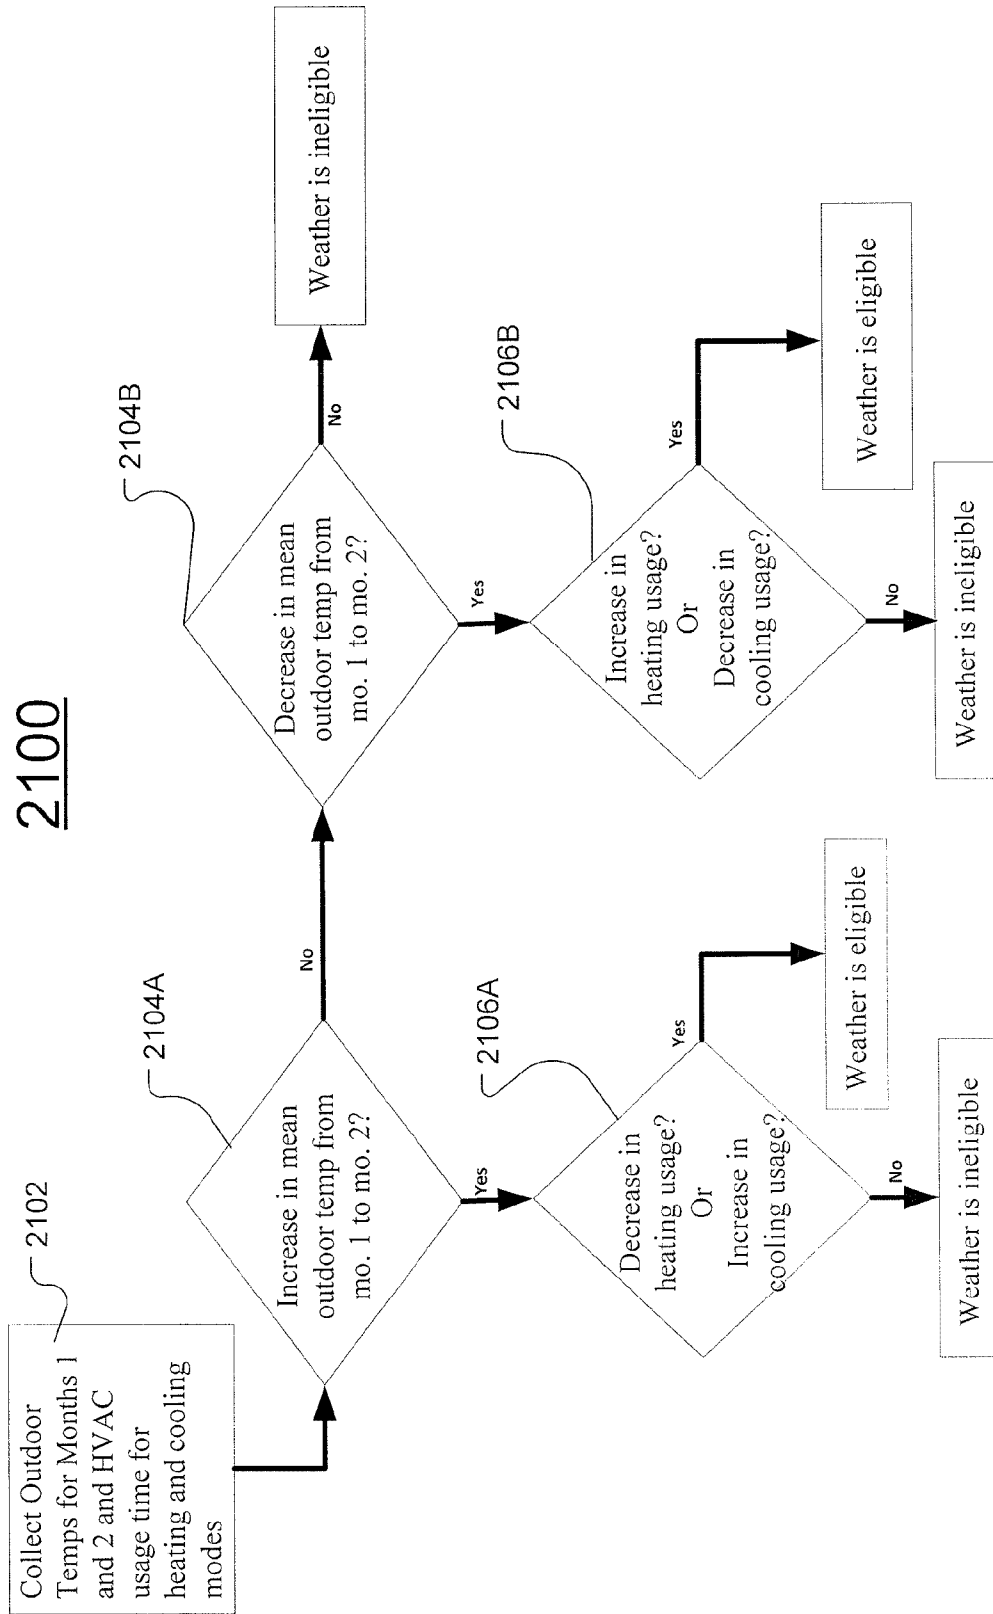 2100
Collect Outdoor
Temps for Months 1
and 2 and HVAC
usage time for
heating and cooling
modes
2102
Increase in mean
outdoor temp from
mo. 1 to mo. 2?
2104A
No
Yes
Decrease in mean
outdoor temp from
mo. 1 to mo. 2?
2104B
No
Yes
Weather is ineligible
Decrease in
heating usage?
Or
Increase in
cooling usage?
2106A
Yes
No
Weather is eligible
Weather is ineligible
Increase in
heating usage?
Or
Decrease in
cooling usage?
2106B
Yes
No
Weather is eligible
Weather is ineligible